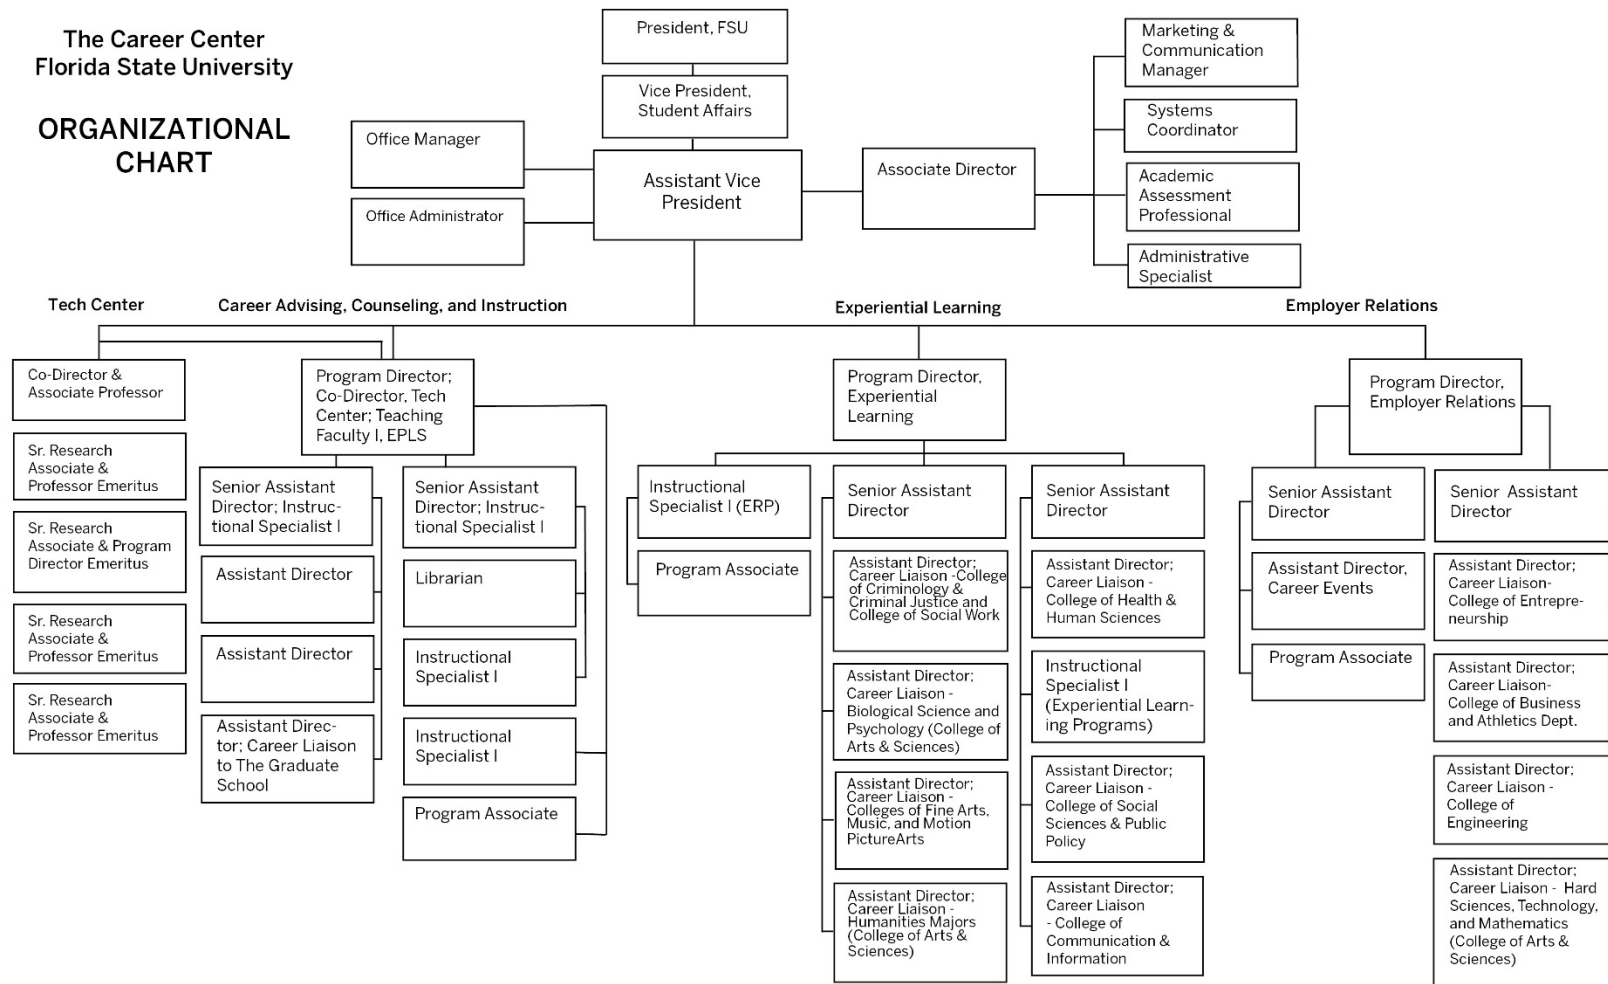 The Career Center
Florida State University
ORGANIZATIONAL
CHART
President, FSU
Vice President,
Student Affairs
Office Manager
Office Administrator
Assistant Vice
President
Associate Director
Marketing &
Communication
Manager
Systems
Coordinator
Academic
Assessment
Professional
Administrative
Specialist
Tech Center
Career Advising, Counseling, and Instruction
Experiential Learning
Employer Relations
Co-Director &
Associate Professor
Sr. Research
Associate &
Professor Emeritus
Sr. Research
Associate & Program
Director Emeritus
Sr. Research
Associate &
Professor Emeritus
Sr. Research
Associate &
Professor Emeritus
Program Director;
Co-Director, Tech
Center; Teaching
Faculty I, EPLS
Senior Assistant
Director; Instruc-
tional Specialist I
Assistant Director
Assistant Director
Assistant Direc-
tor; Career Liaison
to The Graduate
School
Senior Assistant
Director; Instruc-
tional Specialist I
Librarian
Instructional
Specialist I
Instructional
Specialist I
Program Associate
Program Director,
Experiential
Learning
Instructional
Specialist I (ERP)
Program Associate
Senior Assistant
Director
Assistant Director;
Career Liaison -College
of Criminology &
Criminal Justice and
College of Social Work
Assistant Director;
Career Liaison -
Biological Science and
Psychology (College of
Arts & Sciences)
Assistant Director;
Career Liaison -
Colleges of Fine Arts,
Music, and Motion
PictureArts
Assistant Director;
Career Liaison -
Humanities Majors
(College of Arts &
Sciences)
Senior Assistant
Director
Assistant Director;
Career Liaison -
College of Health &
Human Sciences
Instructional
Specialist I
(Experiential Learn-
ing Programs)
Assistant Director;
Career Liaison -
College of Social
Sciences & Public
Policy
Assistant Director;
Career Liaison
- College of
Communication &
Information
Program Director,
Employer Relations
Senior Assistant
Director
Assistant Director,
Career Events
Program Associate
Senior Assistant
Director
Assistant Director;
Career Liaison-
College of Entrepre-
neurship
Assistant Director;
Career Liaison-
College of Business
and Athletics Dept.
Assistant Director;
Career Liaison -
College of
Engineering
Assistant Director;
Career Liaison - Hard
Sciences, Technology,
and Mathematics
(College of Arts &
Sciences)